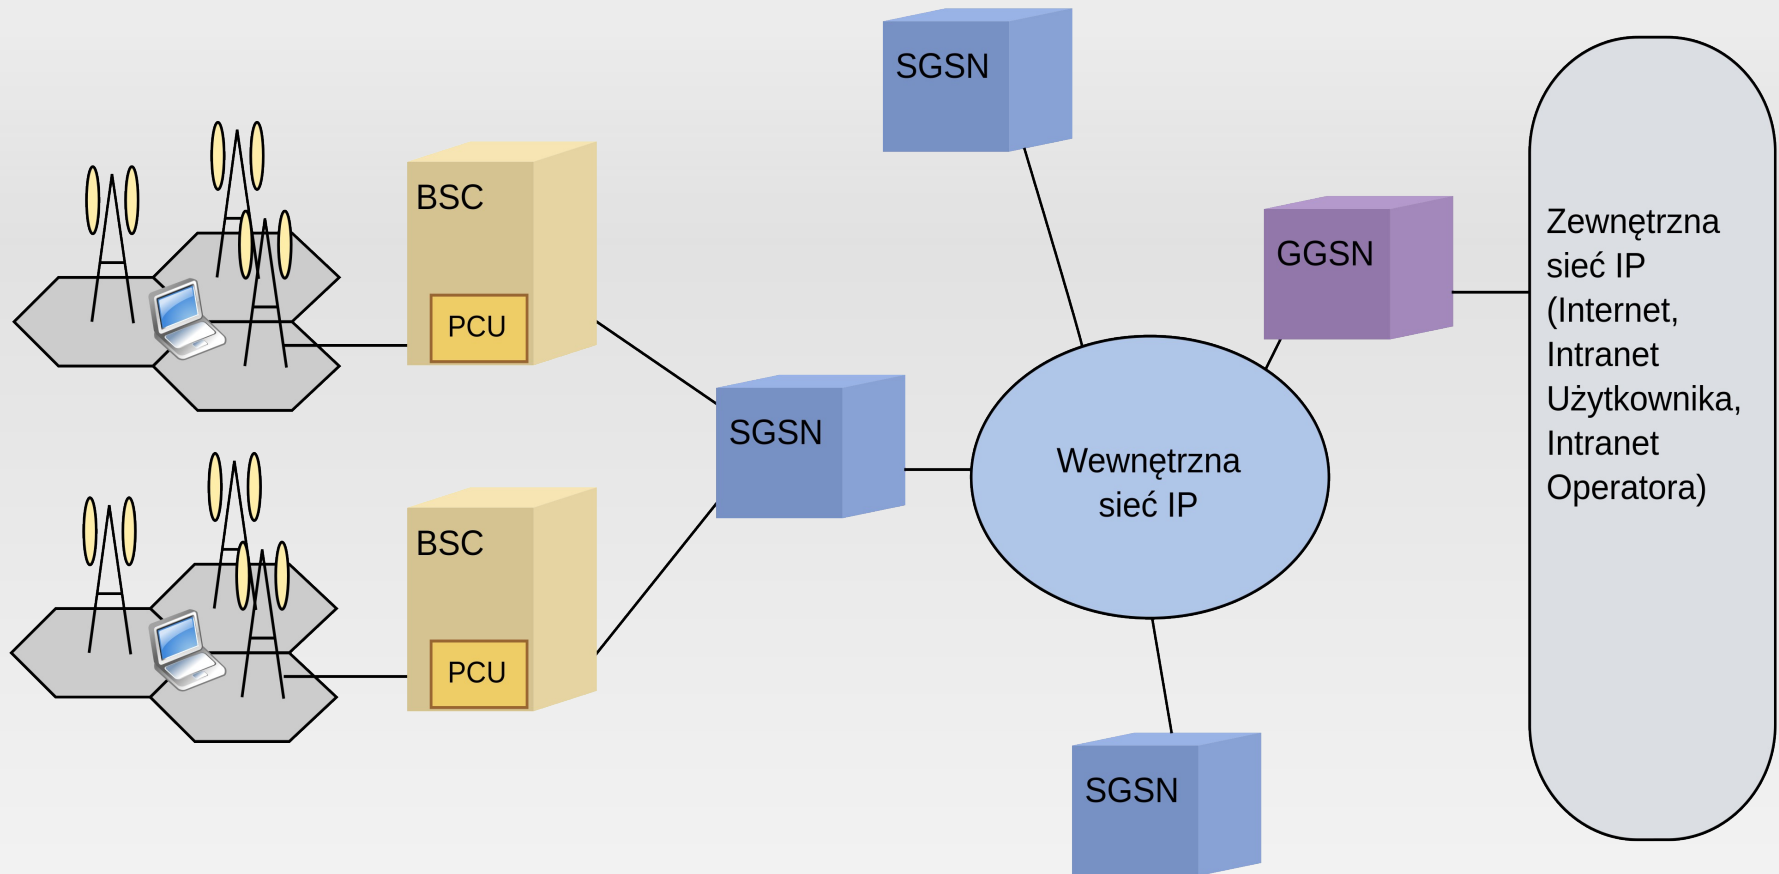 SGSN
BSC
PCU
GGSN
Zewnętrzna
sieć IP
(Internet,
Intranet
Użytkownika,
Intranet
Operatora)
SGSN
Wewnętrzna
sieć IP
BSC
PCU
SGSN